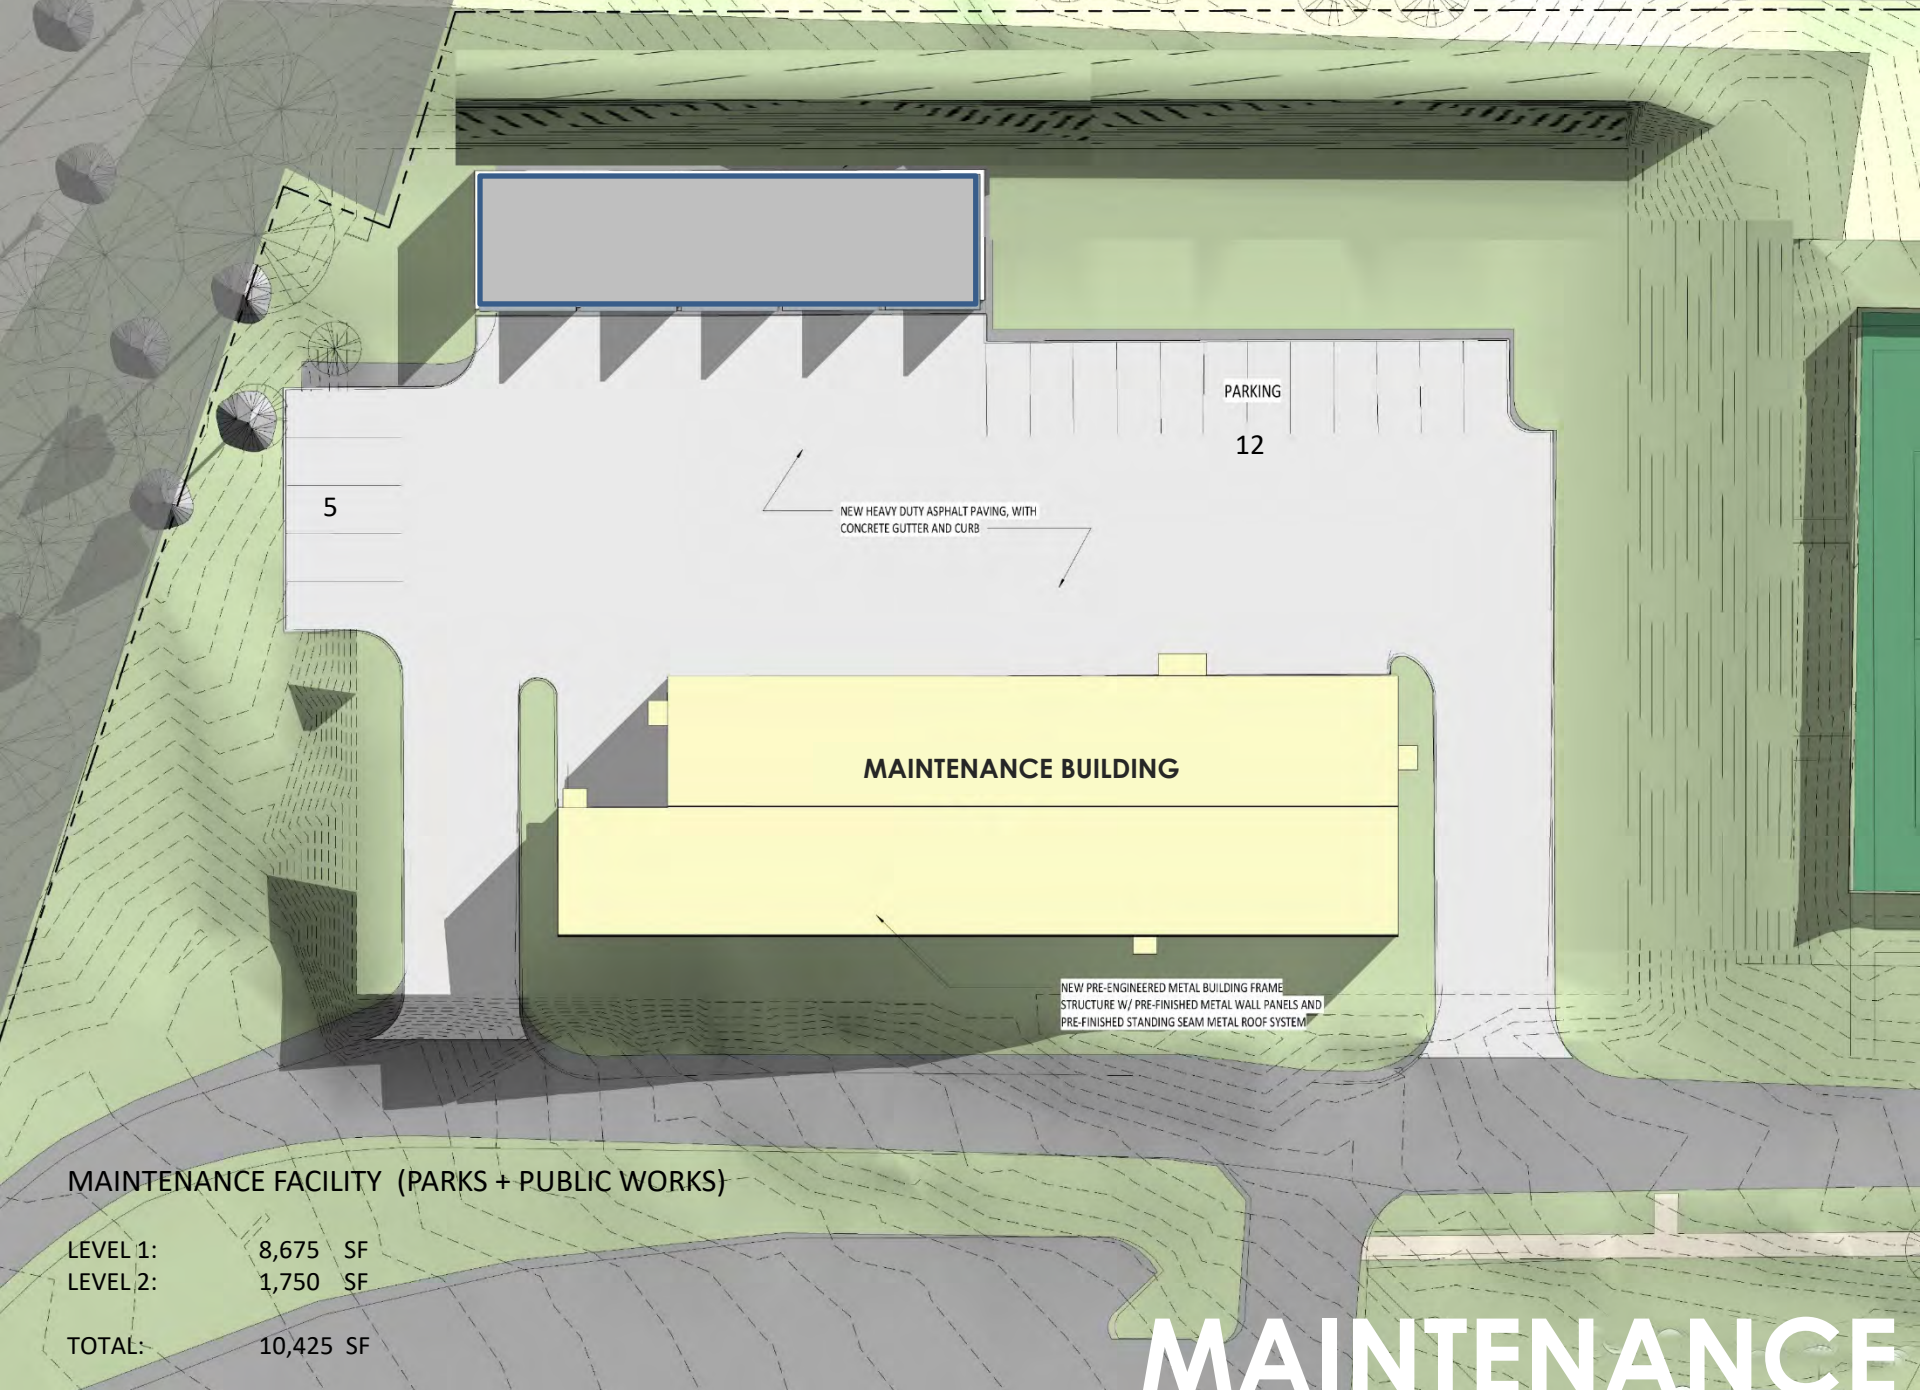 PARKING
12
5
NEW HEAVY DUTY ASPHALT PAVING, WITH
CONCRETE GUTTER AND CURB
MAINTENANCE BUILDING
NEW PRE-ENGINEERED METAL BUILDING FRAME
STRUCTURE W/ PRE-FINISHED METAL WALL PANELS AND
PRE-FINISHED STANDING SEAM METAL ROOF SYSTEM
MAINTENANCE FACILITY (PARKS + PUBLIC WORKS)
LEVEL 1: 8,675 SF
LEVEL 2: 1,750 SF
TOTAL: 10,425 SF
MAINTENANCE